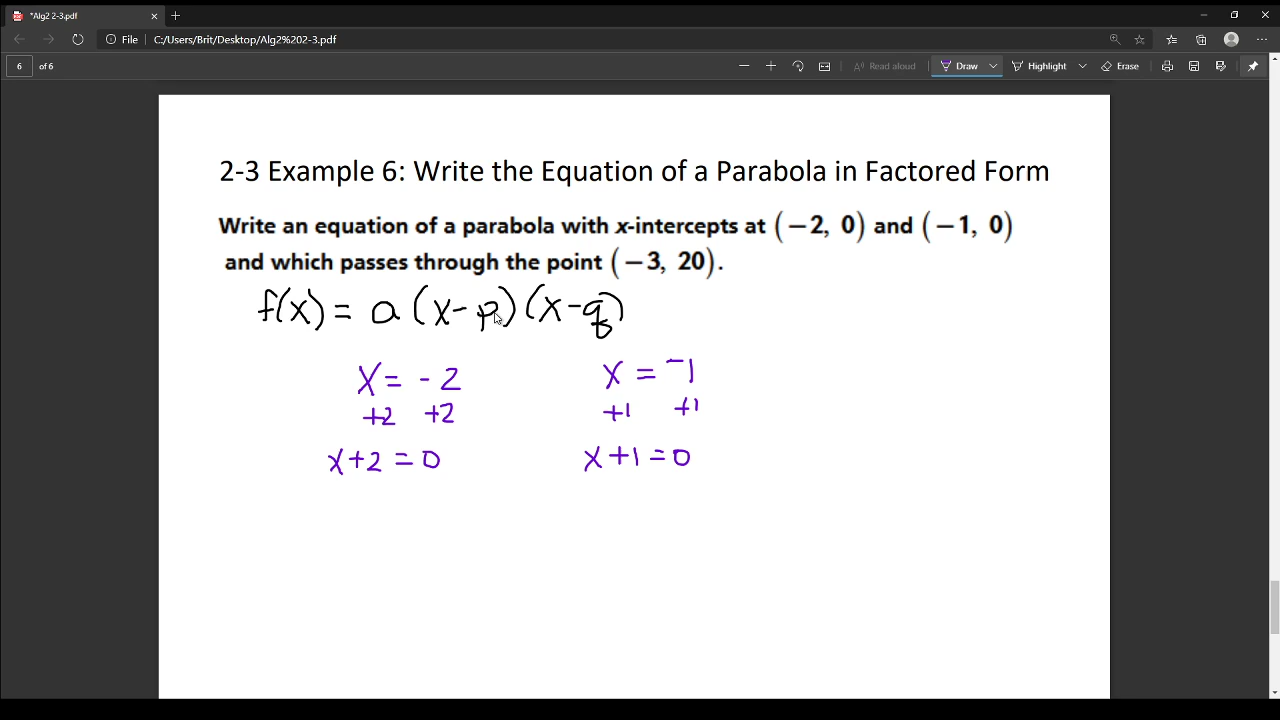 *Alg2 2-3.pdf
File C:/Users/Brit/Desktop/Alg2%202-3.pdf
6 of 6 Read aloud Draw Highlight Erase
2-3 Example 6: Write the Equation of a Parabola in Factored Form
Write an equation of a parabola with x-intercepts at (−2, 0) and (−1, 0)
and which passes through the point (−3, 20).
f(x) = a (x-p)(x-q)
x = -2 x = -1
+2 +2 +1 +1
x+2 = 0 x+1 = 0